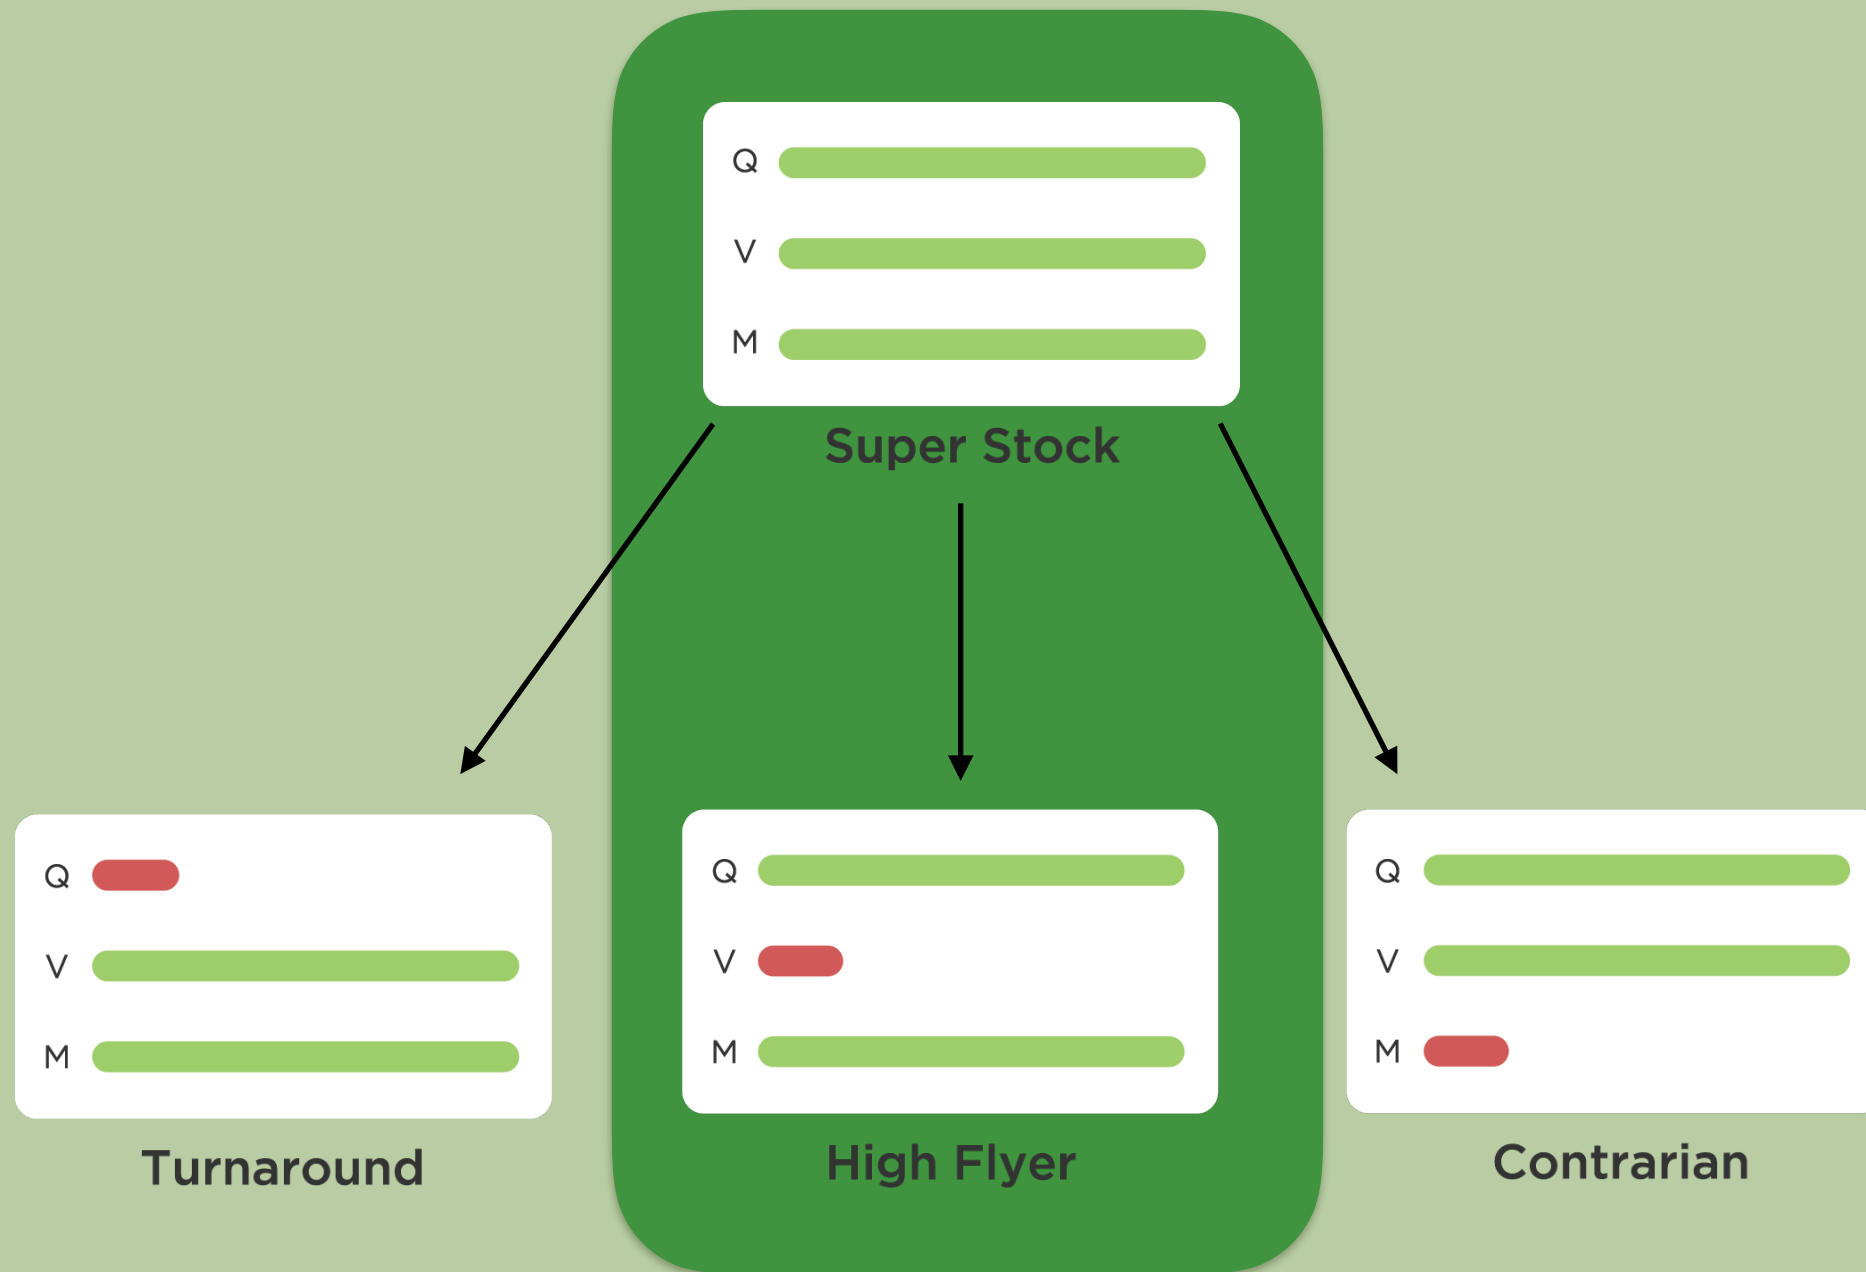 Q
V
M
Super Stock
Q
V
M
Turnaround
Q
V
M
High Flyer
Q
V
M
Contrarian